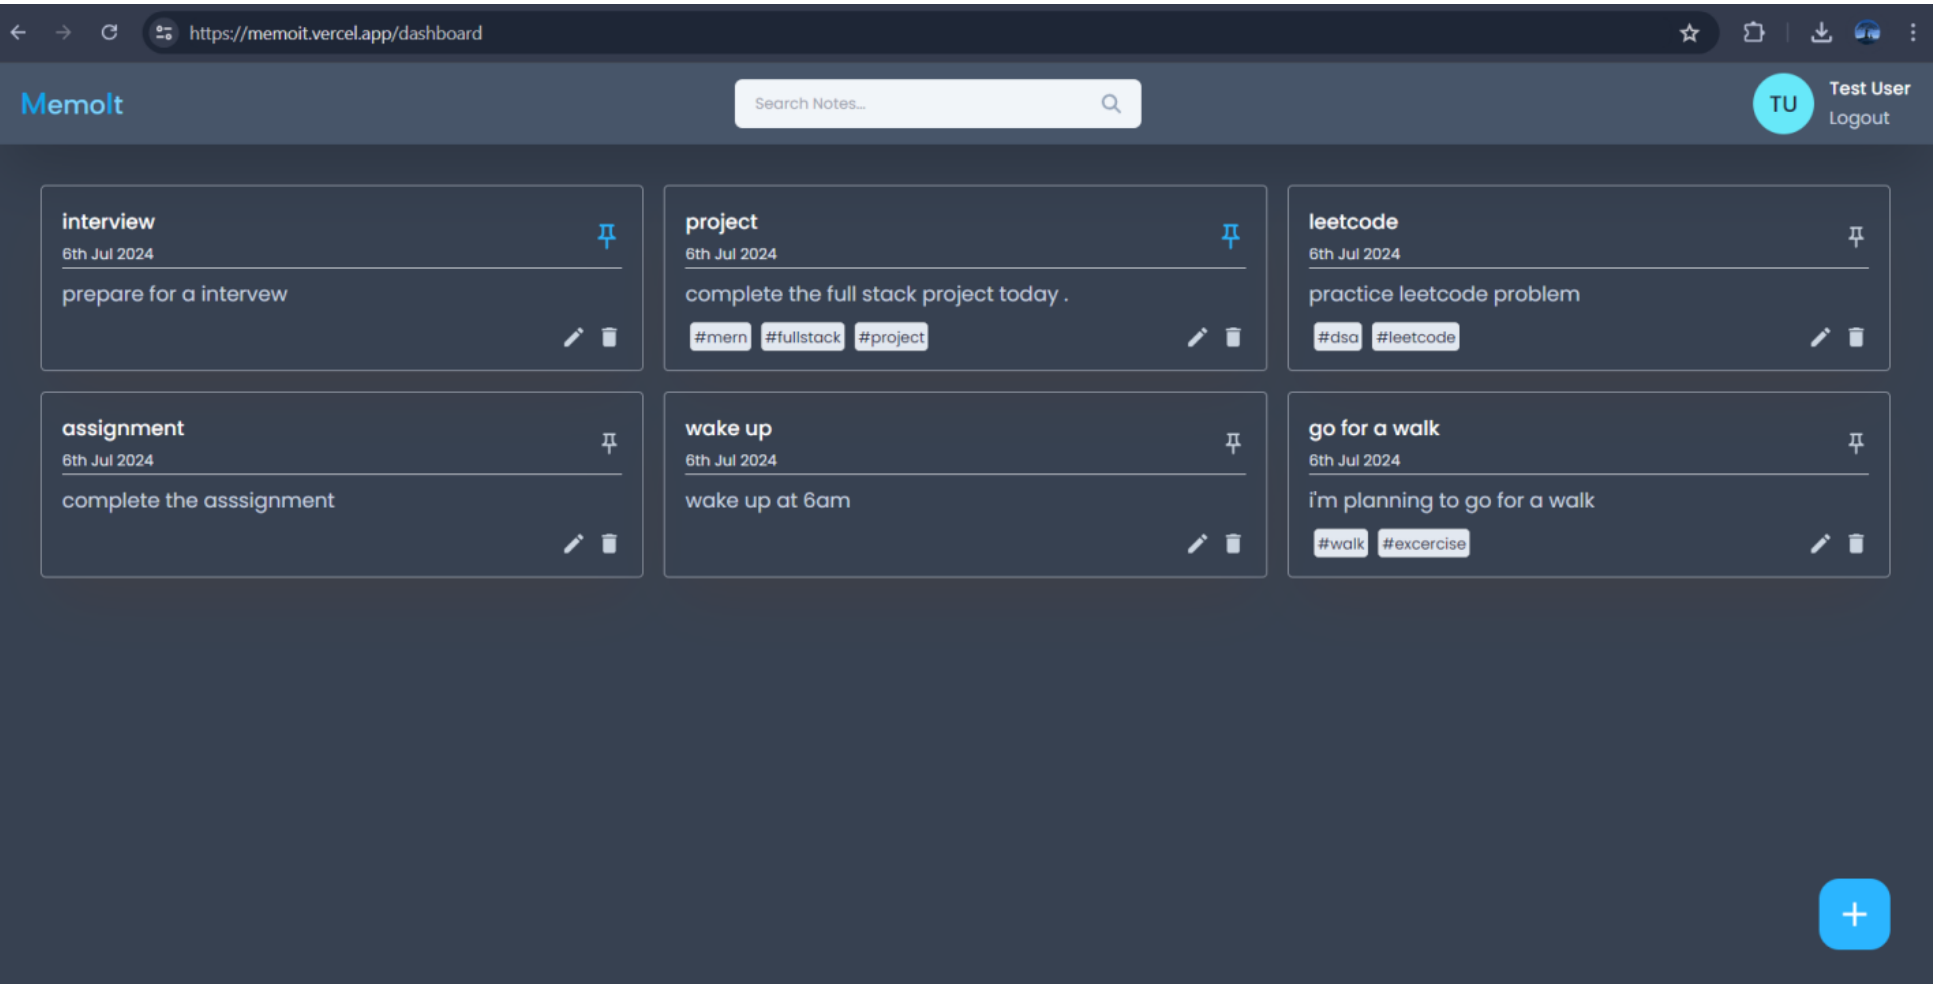 https://memoit.vercel.app/dashboard
MemoIt
Search Notes...
TU
Test User
Logout
interview
6th Jul 2024
prepare for a intervew
project
6th Jul 2024
complete the full stack project today .
#mern #fullstack #project
leetcode
6th Jul 2024
practice leetcode problem
#dsa #leetcode
assignment
6th Jul 2024
complete the asssignment
wake up
6th Jul 2024
wake up at 6am
go for a walk
6th Jul 2024
i'm planning to go for a walk
#walk #excercise